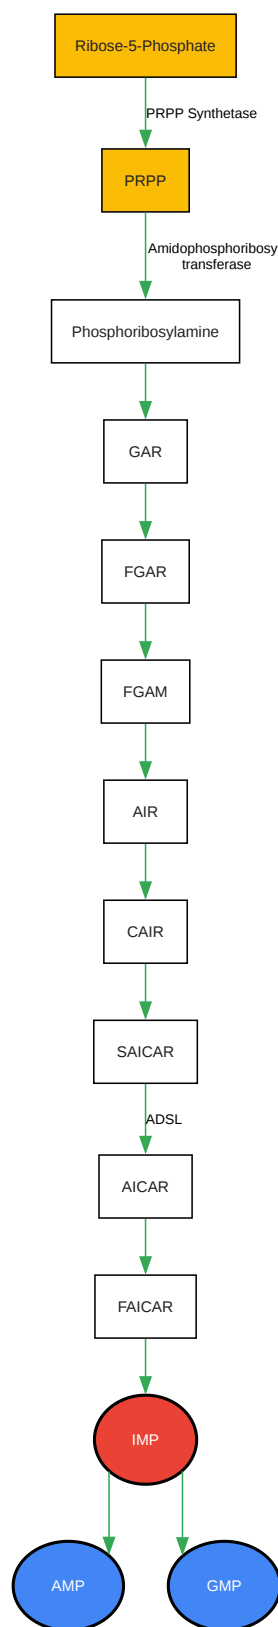 Ribose-5-Phosphate
PRPP Synthetase
PRPP
Amidophosphoribosy
transferase
Phosphoribosylamine
GAR
FGAR
FGAM
AIR
CAIR
SAICAR
ADSL
AICAR
FAICAR
IMP
AMP
GMP